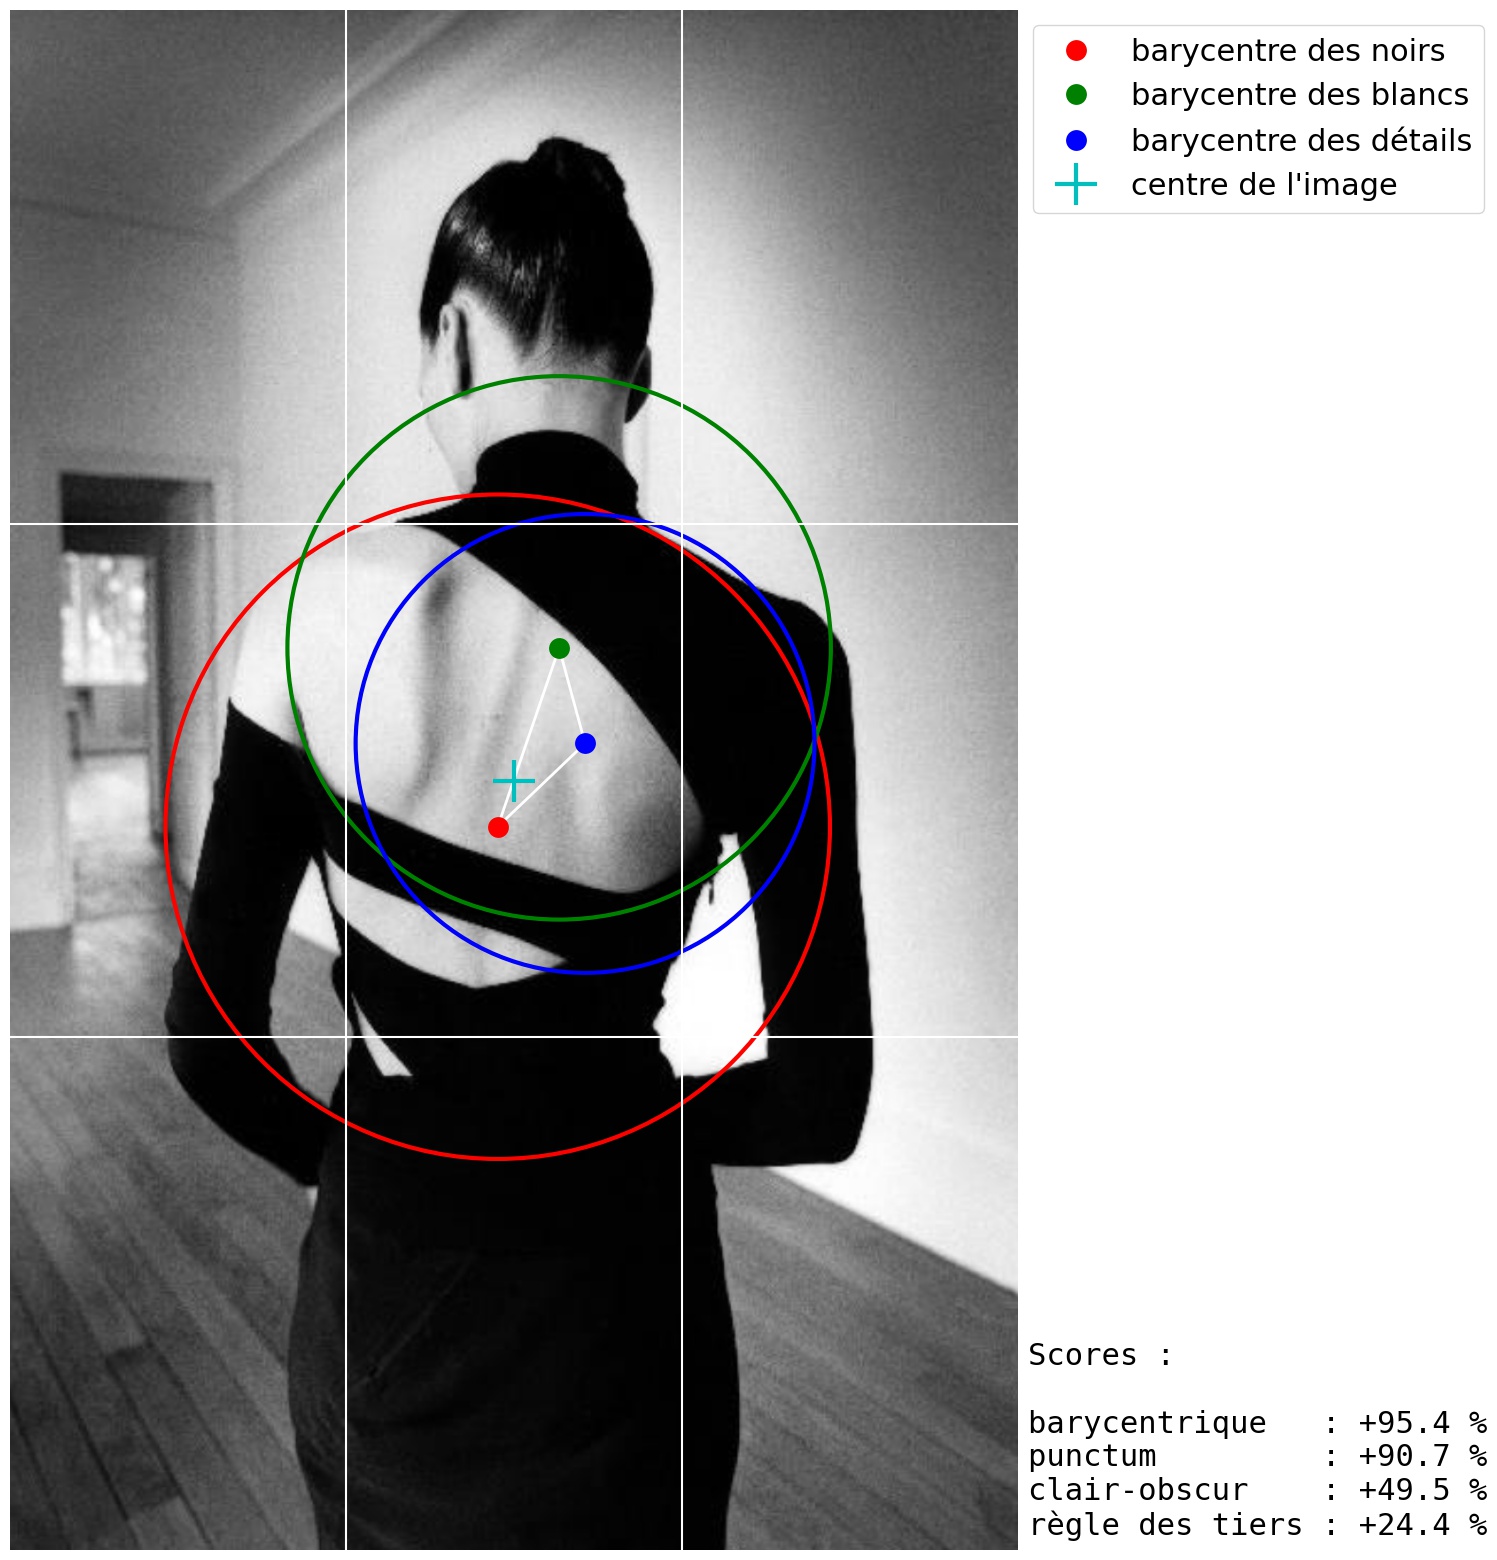 barycentre des noirs
barycentre des blancs
barycentre des détails
centre de l'image
Scores :
barycentrique   : +95.4 %
punctum         : +90.7 %
clair-obscur    : +49.5 %
règle des tiers : +24.4 %